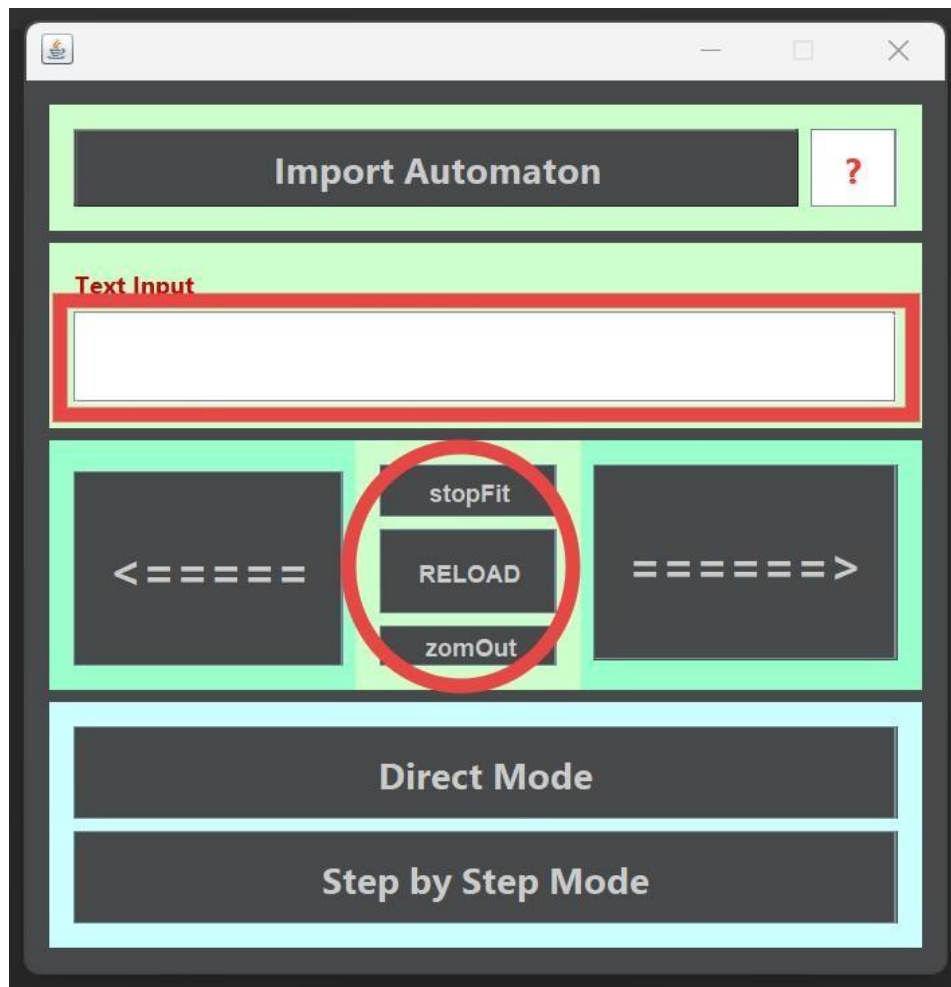 Import Automaton ?
Text Input
stopFit
<===== RELOAD ======>
zomOut
Direct Mode
Step by Step Mode